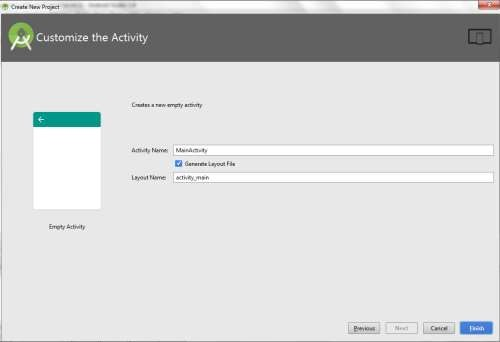 Create New Project
Customize the Activity
Creates a new empty activity
Activity Name: MainActivity
Generate Layout File
Layout Name: activity_main
Empty Activity
Previous Next Cancel Finish